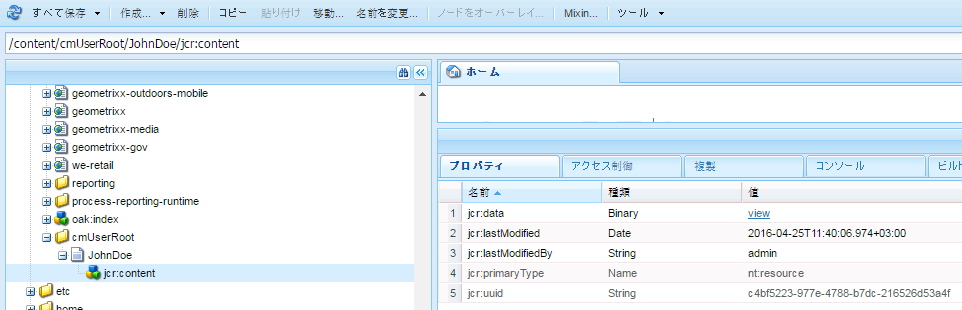 すべて保存 作成... 削除 コピー 貼り付け 移動... 名前を変更... ノードをオーバーレイ... Mixin... ツール
/content/cmUserRoot/JohnDoe/jcr:content
geometrixx-outdoors-mobile
geometrixx
geometrixx-media
geometrixx-gov
we-retail
reporting
process-reporting-runtime
oak:index
cmUserRoot
JohnDoe
jcr:content
etc
home
ホーム
プロパティ アクセス制御 複製 コンソール ビルド
名前 種類 値
1 jcr:data Binary view
2 jcr:lastModified Date 2016-04-25T11:40:06.974+03:00
3 jcr:lastModifiedBy String admin
4 jcr:primaryType Name nt:resource
5 jcr:uuid String c4bf5223-977e-4788-b7dc-216526d53a4f